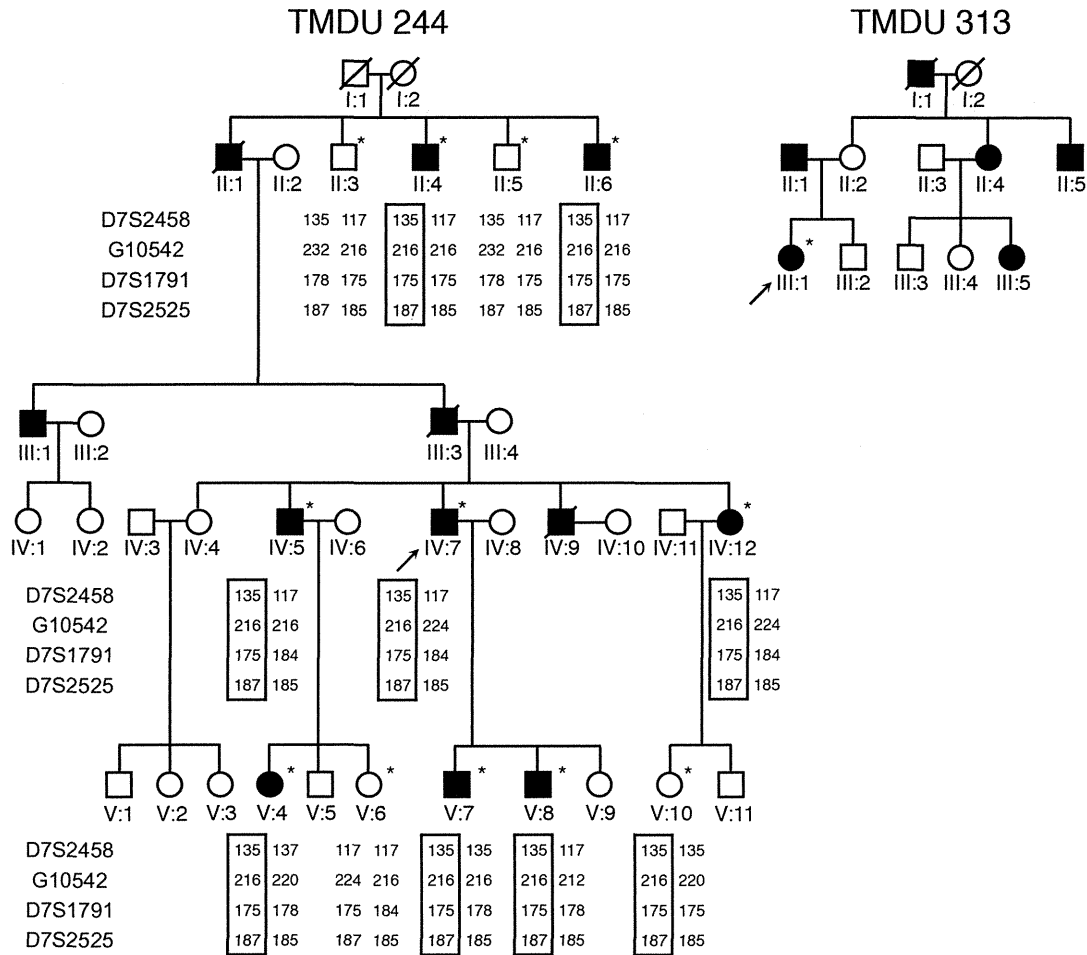 TMDU 244 TMDU 313
I:1 I:2 I:1 I:2
* * * *
II:1 II:2 II:3 II:4 II:5 II:6 II:1 II:2 II:3 II:4 II:5
D7S2458 135 117 135 117 135 117 135 117
G10542 232 216 216 216 232 216 216 216
D7S1791 178 175 175 175 178 175 175 175
D7S2525 187 185 187 185 187 185 187 185
*
III:1 III:2 III:3 III:4 III:5
III:1 III:2 III:3 III:4
* * *
IV:1 IV:2 IV:3 IV:4 IV:5 IV:6 IV:7 IV:8 IV:9 IV:10 IV:11 IV:12
D7S2458 135 117 135 117 135 117
G10542 216 216 216 224 216 224
D7S1791 175 184 175 184 175 184
D7S2525 187 185 187 185 187 185
* * * * *
V:1 V:2 V:3 V:4 V:5 V:6 V:7 V:8 V:9 V:10 V:11
D7S2458 135 137 117 117 135 135 135 117 135 135
G10542 216 220 224 216 216 216 216 212 216 220
D7S1791 175 178 175 184 175 178 175 178 175 175
D7S2525 187 185 187 185 187 185 187 185 187 185